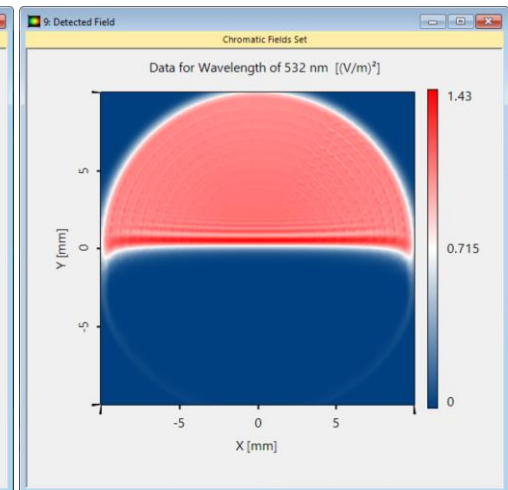 9: Detected Field
Chromatic Fields Set
Data for Wavelength of 532 nm [(V/m)²]
1.43
5
0
0.715
-5
0
Y [mm]
-5
0
5
X [mm]